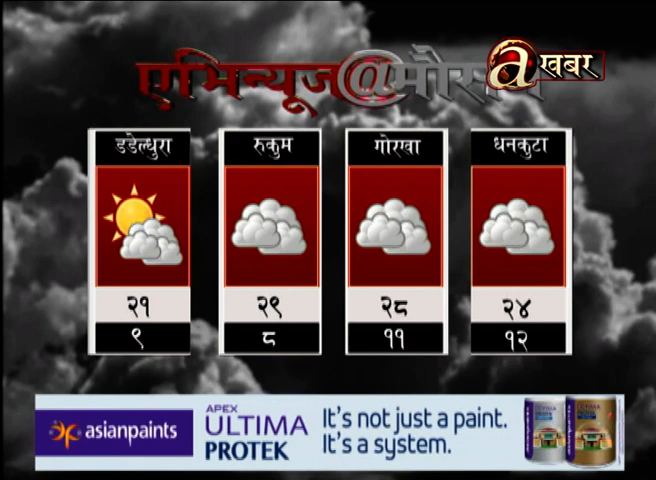 एभिन्यूज@मौसम
a खबर
डडेल्धुरा रुकुम गोरखा धनकुटा
२१ २९ २८ २४
९ ८ ११ १२
asianpaints
APEX
ULTIMA
PROTEK
It's not just a paint.
It's a system.